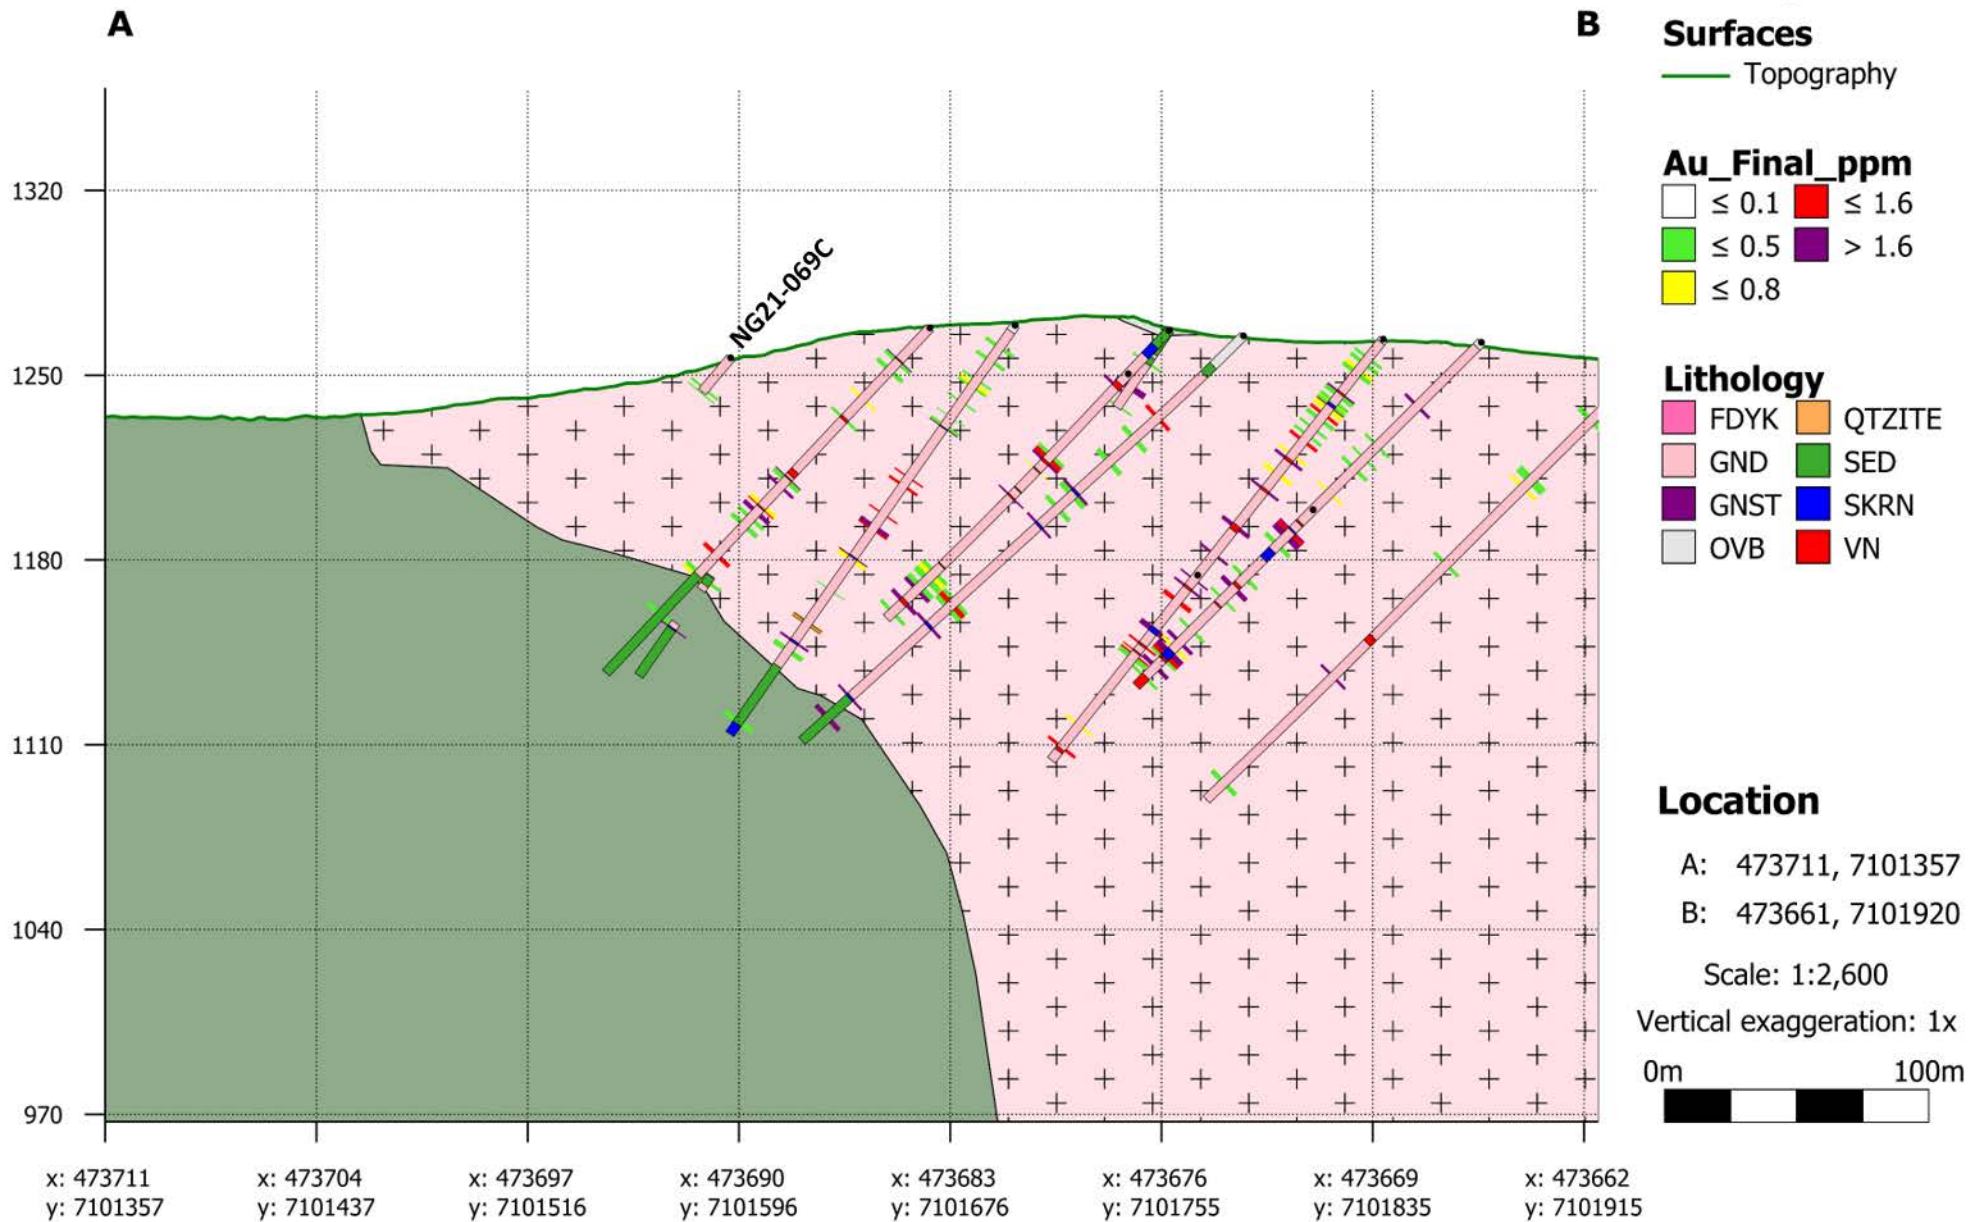 A
B
Surfaces
Topography
Au_Final_ppm
≤ 0.1 ≤ 1.6
≤ 0.5 > 1.6
≤ 0.8
Lithology
FDYK QTZITE
GND SED
GNST SKRN
OVB VN
Location
A: 473711, 7101357
B: 473661, 7101920
Scale: 1:2,600
Vertical exaggeration: 1x
0m 100m
NG21-069C
1320
1250
1180
1110
1040
970
x: 473711 x: 473704 x: 473697 x: 473690 x: 473683 x: 473676 x: 473669 x: 473662
y: 7101357 y: 7101437 y: 7101516 y: 7101596 y: 7101676 y: 7101755 y: 7101835 y: 7101915